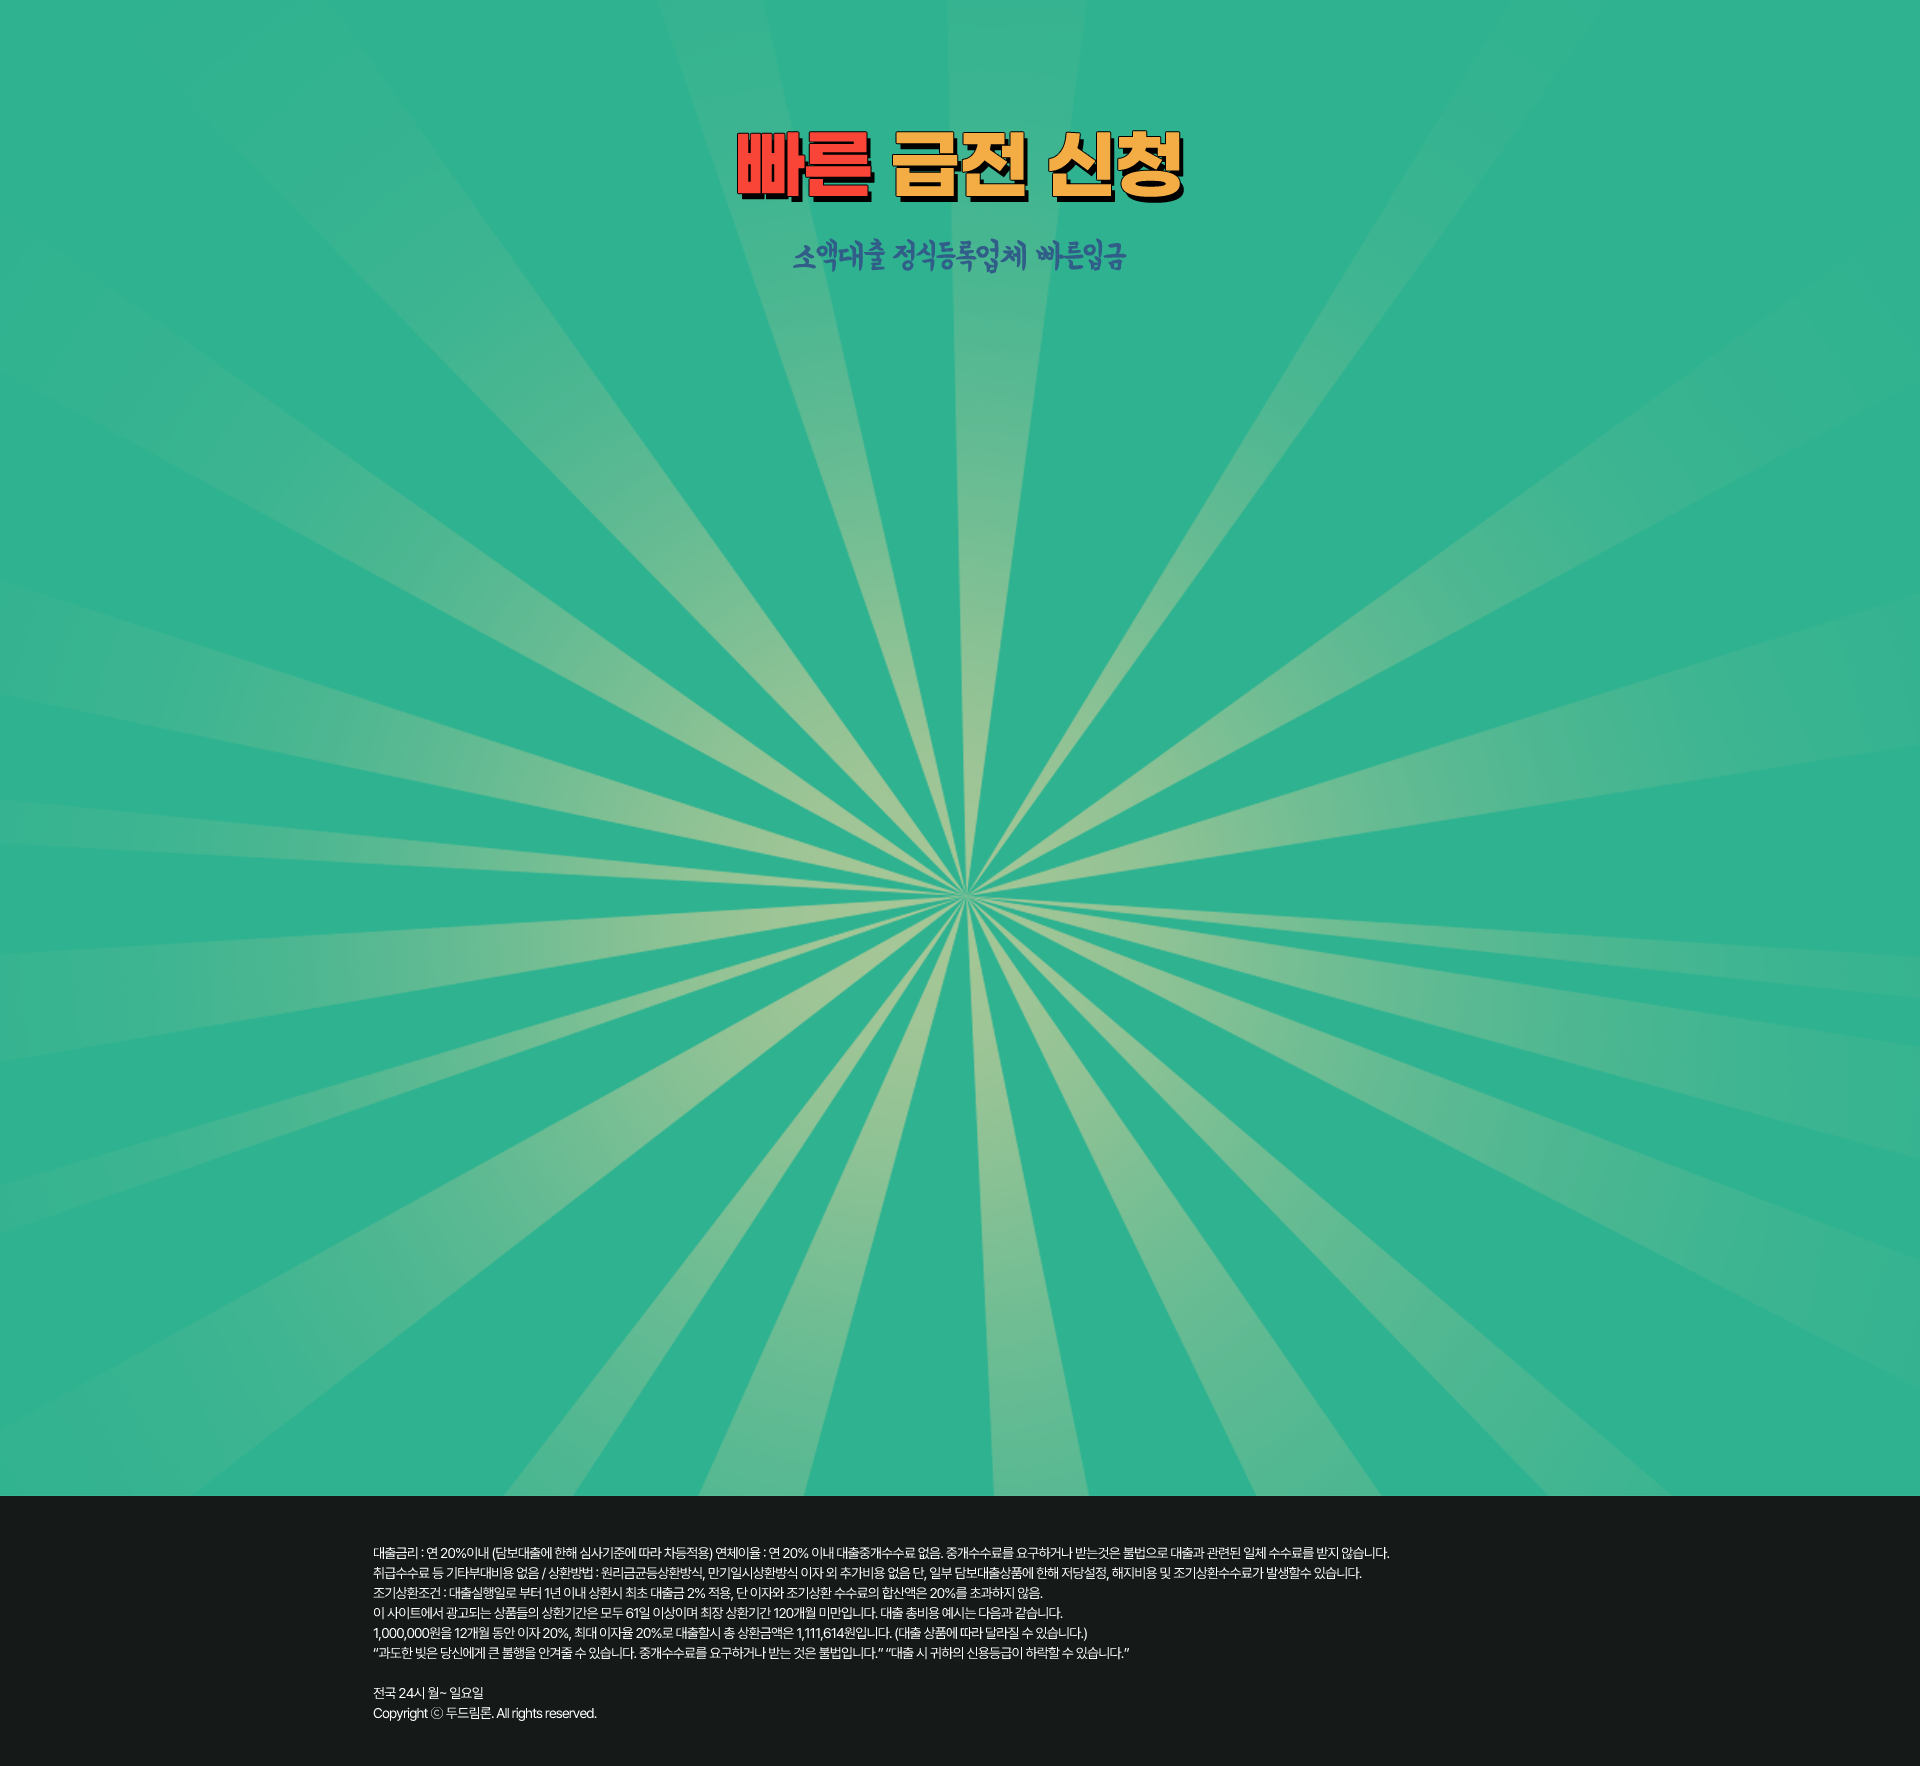 빠른 급전 신청
소액대출 정식등록업체 빠른입금
대출금리 : 연 20%이내 (담보대출에 한해 심사기준에 따라 차등적용) 연체이율 : 연 20% 이내 대출중개수수료 없음. 중개수수료를 요구하거나 받는것은 불법으로 대출과 관련된 일체 수수료를 받지 않습니다.
취급수수료 등 기타부대비용 없음 / 상환방법 : 원리금균등상환방식, 만기일시상환방식 이자 외 추가비용 없음 단, 일부 담보대출상품에 한해 저당설정, 해지비용 및 조기상환수수료가 발생할수 있습니다.
조기상환조건 : 대출실행일로 부터 1년 이내 상환시 최초 대출금 2% 적용, 단 이자와 조기상환 수수료의 합산액은 20%를 초과하지 않음.
이 사이트에서 광고되는 상품들의 상환기간은 모두 61일 이상이며 최장 상환기간 120개월 미만입니다. 대출 총비용 예시는 다음과 같습니다.
1,000,000원을 12개월 동안 이자 20%, 최대 이자율 20%로 대출할시 총 상환금액은 1,111,614원입니다. (대출 상품에 따라 달라질 수 있습니다.)
“과도한 빚은 당신에게 큰 불행을 안겨줄 수 있습니다. 중개수수료를 요구하거나 받는 것은 불법입니다.” “대출 시 귀하의 신용등급이 하락할 수 있습니다.”
전국 24시 월~ 일요일
Copyright ⓒ 두드림론. All rights reserved.